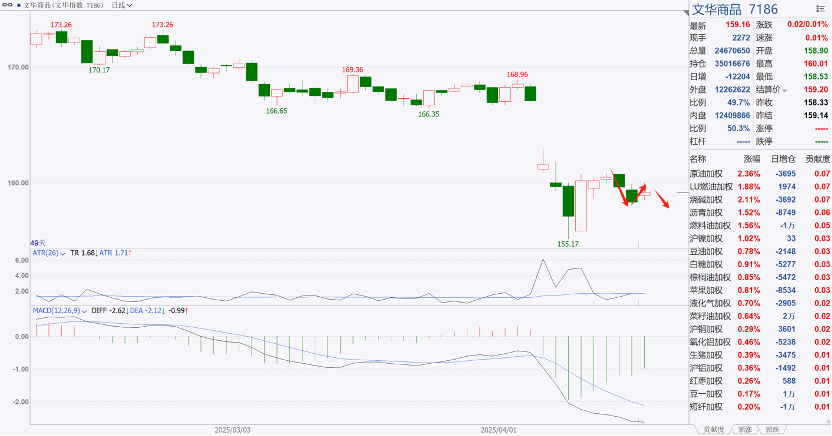 文华商品(文华指数 7186) 日线
173.26
173.26
170.00
170.17
169.36
168.96
166.65
166.35
160.00
155.17
49天
ATR(26) TR 1.68↓ ATR 1.71↑
6.00
4.00
2.00
MACD(12,26,9) DIFF -2.62↓ DEA -2.12↓ -0.99↑
0.00
-1.00
-2.00
2025/03/03
2025/04/01
文华商品 7186
最新 159.16 涨跌 0.02/0.01%
现手 2272 速涨 0.01%
总量 24670650 开盘 158.90
持仓 35016676 最高 160.01
日增 -12204 最低 158.53
外盘 12262622 结算价 159.20
比例 49.7% 昨收 158.33
内盘 12409866 昨结 159.14
比例 50.3% 涨停 -----
杠杆 ----- 跌停 -----
名称 涨幅 日增仓 贡献度
原油加权 2.36% -3695 0.07
LU燃油加权 1.88% 1974 0.07
烧碱加权 2.11% -3692 0.07
沥青加权 1.52% -8749 0.06
燃料油加权 1.56% -1万 0.05
沪镍加权 1.02% 33 0.03
豆油加权 0.78% -2148 0.03
白糖加权 0.91% -5277 0.03
棕榈油加权 0.85% -5472 0.03
苹果加权 0.81% -8534 0.03
液化气加权 0.70% -2905 0.02
菜籽油加权 0.64% 2万 0.02
沪铜加权 0.29% 3601 0.02
氧化铝加权 0.46% -5238 0.02
生猪加权 0.39% -3475 0.01
沪铝加权 0.36% -1492 0.01
红枣加权 0.26% 588 0.01
豆一加权 0.17% 1万 0.01
短纤加权 0.20% -1万 0.01
贡献度 领涨 领跌